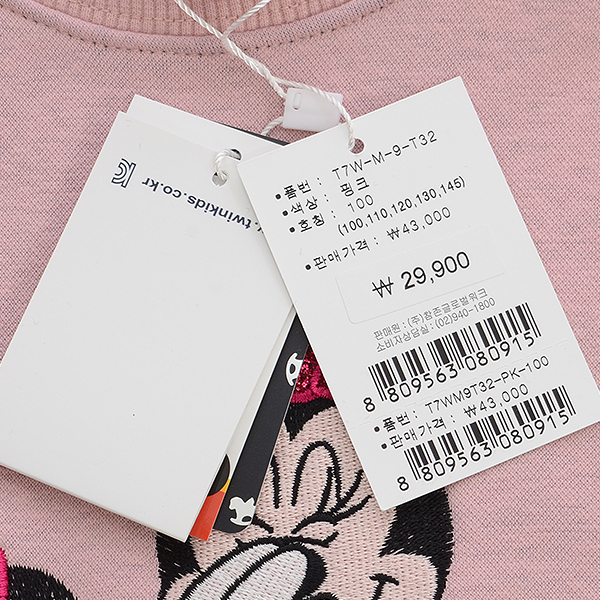 .twinkids.co.kr
• 품번 : T7W-M-9-T32
• 색상 : 핑크
• 호칭 : 100
(100,110,120,130,145)
• 판매가격 : ₩43,000
₩ 29,900
판매원 : (주)참존글로벌워크
소비자상담실 : (02)940-1800
8 809563 080915
• 품번 : T7WM9T32-PK-100
• 판매가격 : ₩43,000
8 809563 080915